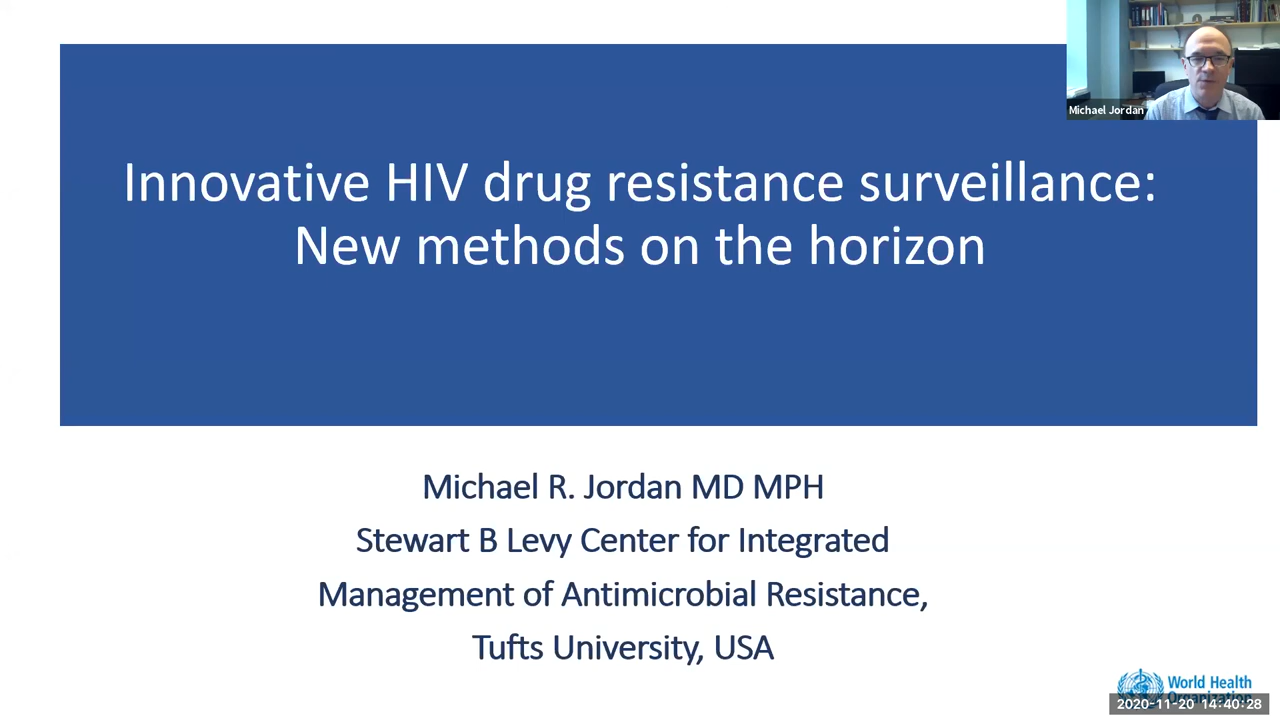 Michael Jordan
Innovative HIV drug resistance surveillance:
New methods on the horizon
Michael R. Jordan MD MPH
Stewart B Levy Center for Integrated
Management of Antimicrobial Resistance,
Tufts University, USA
World Health
Organization
2020-11-20 14:40:28